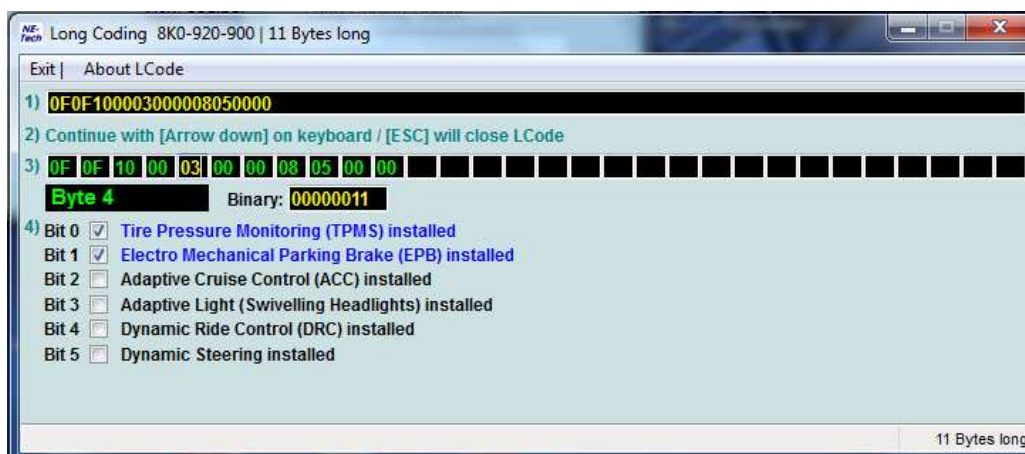 NE-Tech Long Coding 8K0-920-900 | 11 Bytes long
Exit | About LCode
1) 0F0F100003000008050000
2) Continue with [Arrow down] on keyboard / [ESC] will close LCode
3) 0F 0F 10 00 03 00 00 08 05 00 00
Byte 4 Binary: 00000011
4) Bit 0 Tire Pressure Monitoring (TPMS) installed
Bit 1 Electro Mechanical Parking Brake (EPB) installed
Bit 2 Adaptive Cruise Control (ACC) installed
Bit 3 Adaptive Light (Swivelling Headlights) installed
Bit 4 Dynamic Ride Control (DRC) installed
Bit 5 Dynamic Steering installed
11 Bytes long